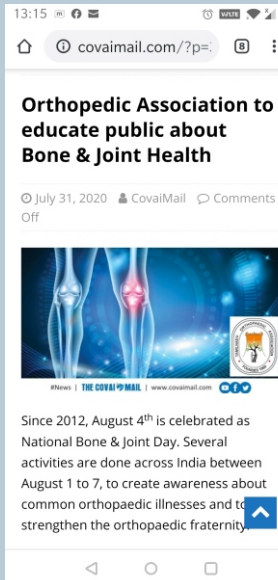 13:15
VoLTE
covaimail.com/?p=
8
Orthopedic Association to
educate public about
Bone & Joint Health
July 31, 2020 CovaiMail Comments
Off
#News | THE COVAI MAIL | www.covaimail.com
Since 2012, August 4th is celebrated as
National Bone & Joint Day. Several
activities are done across India between
August 1 to 7, to create awareness about
common orthopaedic illnesses and to
strengthen the orthopaedic fraternity.